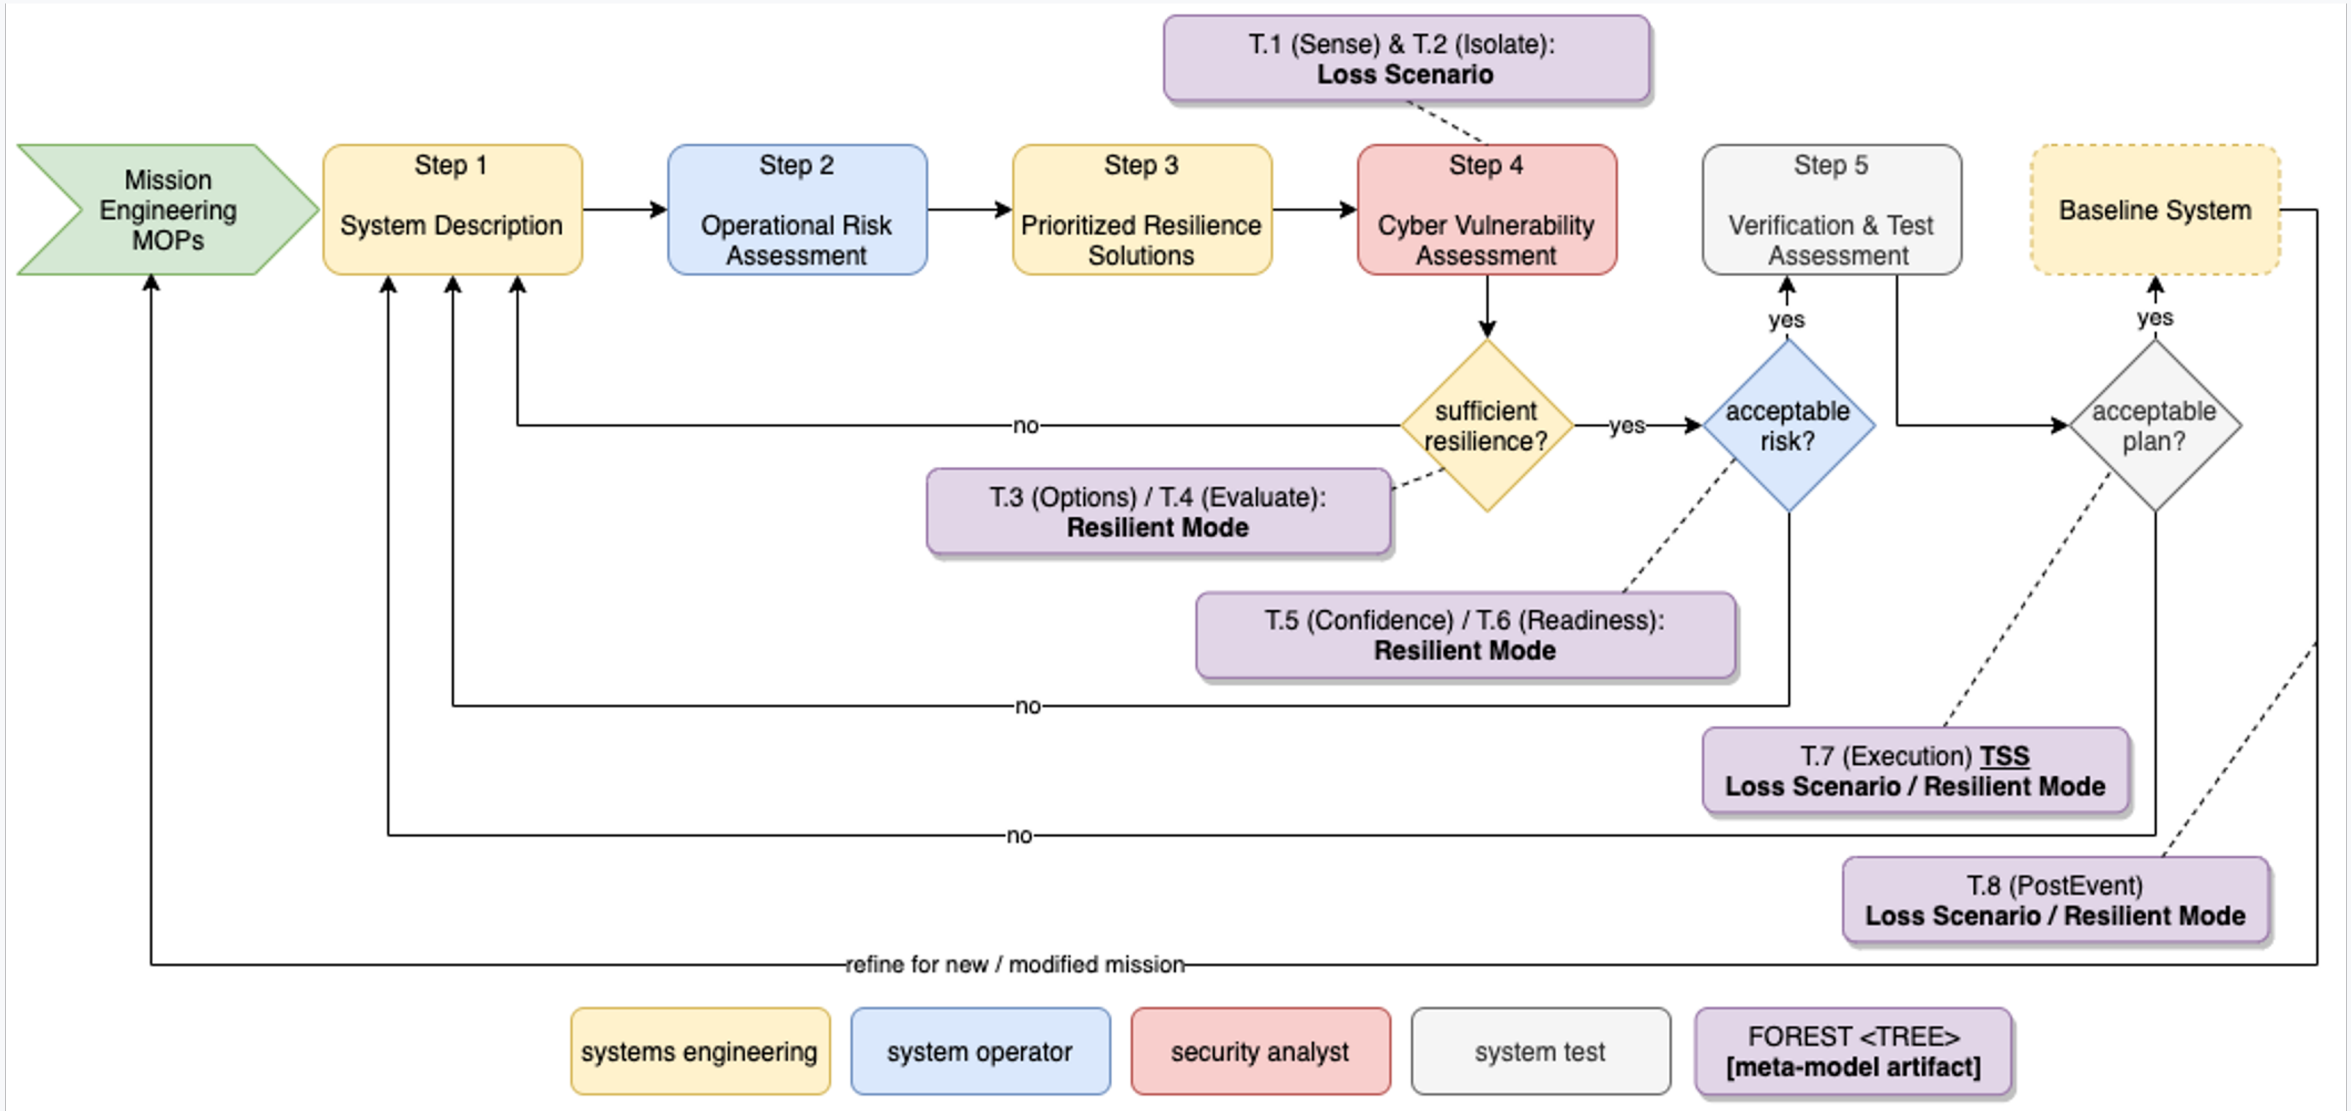 T.1 (Sense) & T.2 (Isolate):
Loss Scenario
Mission
Engineering
MOPs
Step 1
System Description
Step 2
Operational Risk
Assessment
Step 3
Prioritized Resilience
Solutions
Step 4
Cyber Vulnerability
Assessment
Step 5
Verification & Test
Assessment
Baseline System
yes
yes
no
sufficient
resilience?
yes
acceptable
risk?
acceptable
plan?
T.3 (Options) / T.4 (Evaluate):
Resilient Mode
T.5 (Confidence) / T.6 (Readiness):
Resilient Mode
no
T.7 (Execution) TSS
Loss Scenario / Resilient Mode
no
T.8 (PostEvent)
Loss Scenario / Resilient Mode
refine for new / modified mission
systems engineering
system operator
security analyst
system test
FOREST <TREE>
[meta-model artifact]